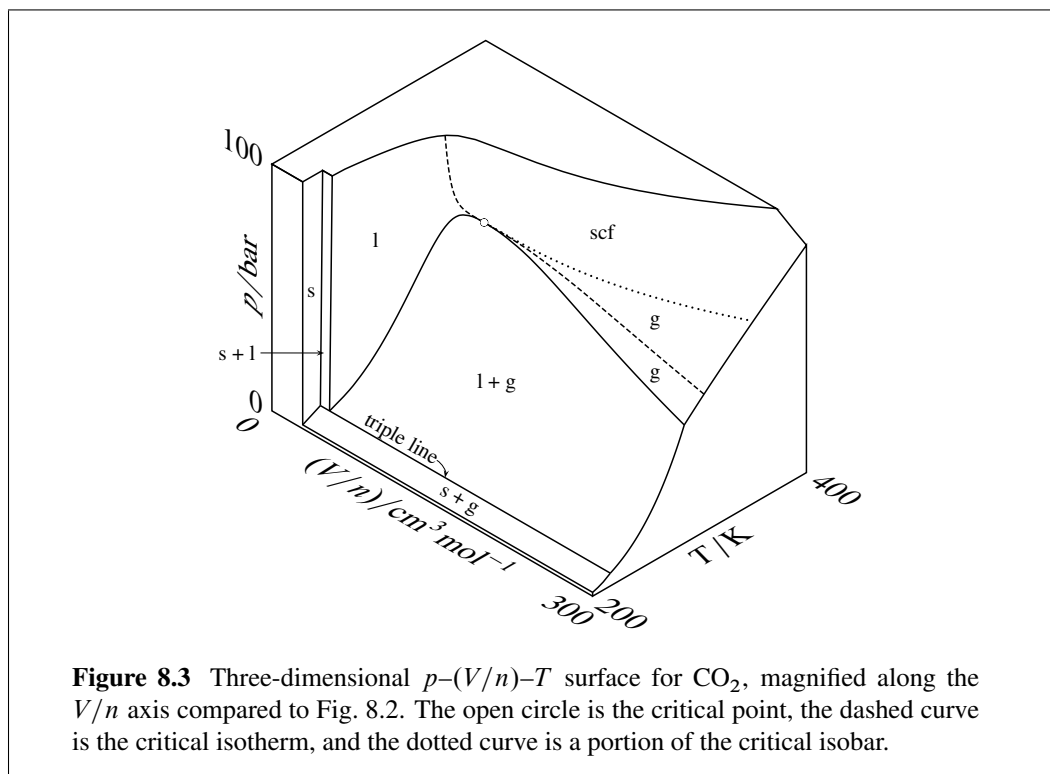 100
scf
l
p/bar
s
g
s + l
g
l + g
0
0
triple line
s + g
(V/n)/cm³ mol⁻¹
400
T/K
300
200
Figure 8.3 Three-dimensional p–(V/n)–T surface for CO₂, magnified along the
V/n axis compared to Fig. 8.2. The open circle is the critical point, the dashed curve
is the critical isotherm, and the dotted curve is a portion of the critical isobar.